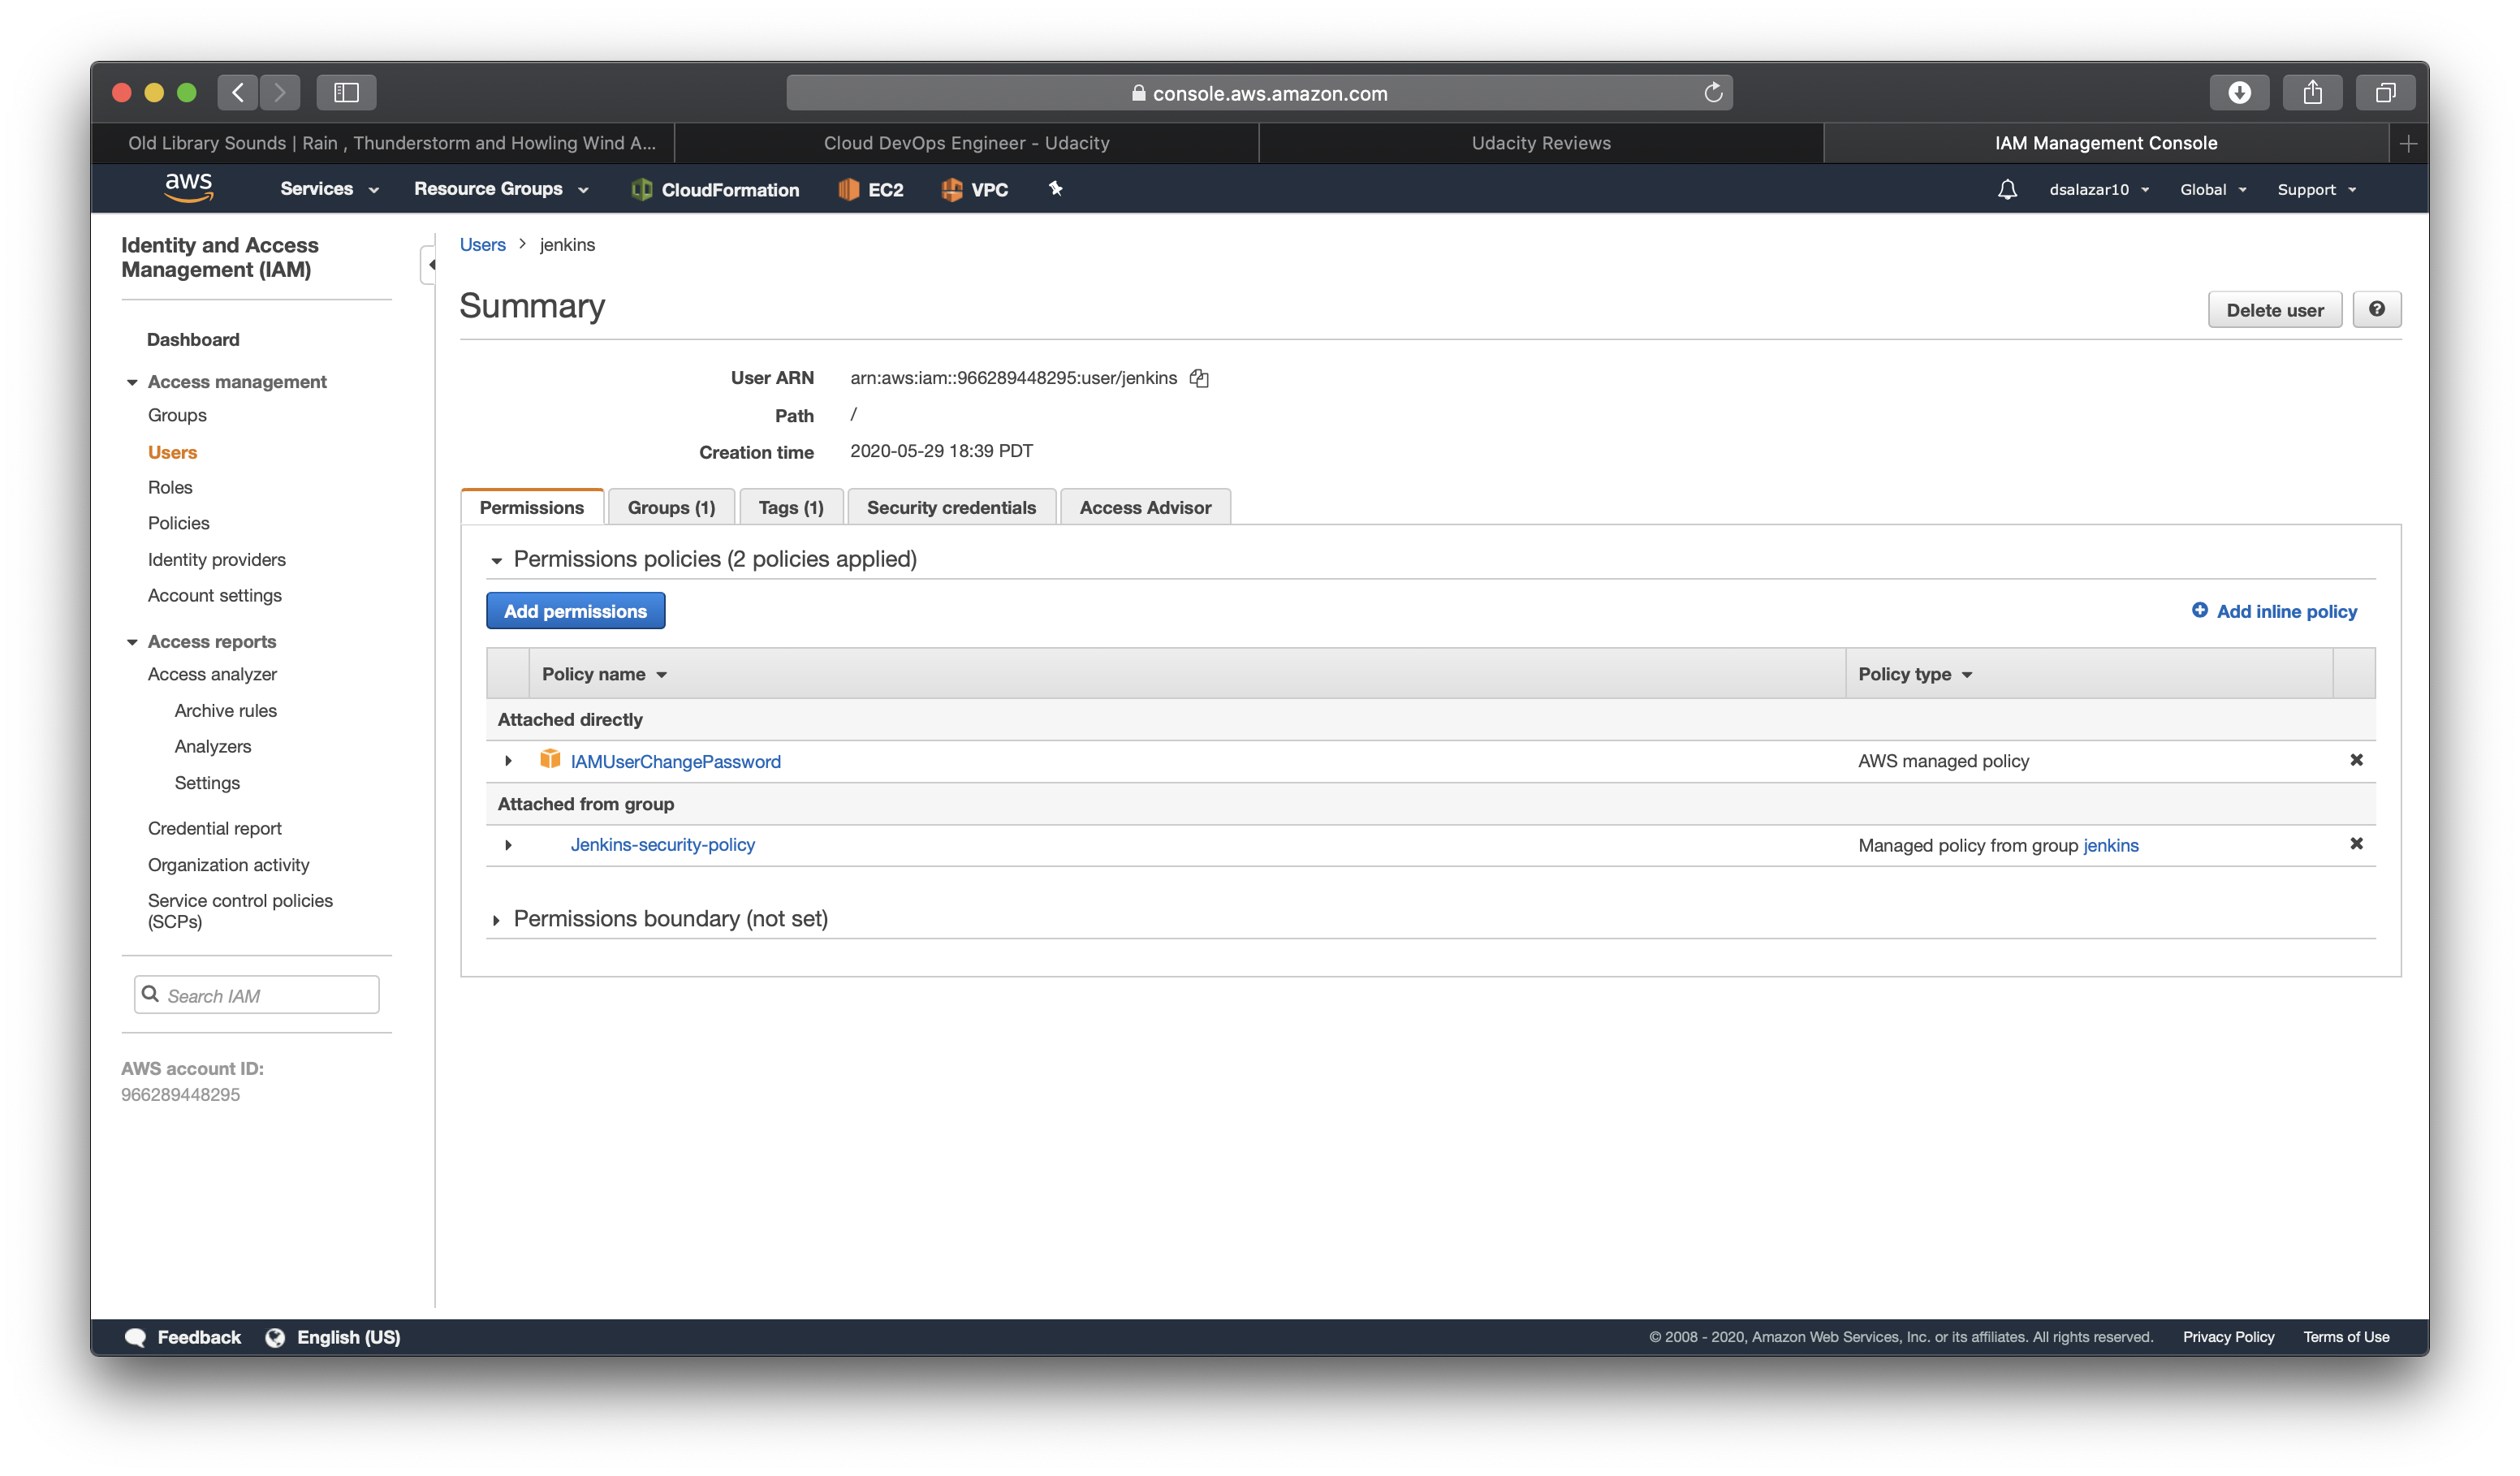 console.aws.amazon.com
Old Library Sounds | Rain , Thunderstorm and Howling Wind A...
Cloud DevOps Engineer - Udacity
Udacity Reviews
IAM Management Console
aws
Services
Resource Groups
CloudFormation
EC2
VPC
dsalazar10
Global
Support
Identity and Access
Management (IAM)
Dashboard
Access management
Groups
Users
Roles
Policies
Identity providers
Account settings
Access reports
Access analyzer
Archive rules
Analyzers
Settings
Credential report
Organization activity
Service control policies
(SCPs)
Search IAM
AWS account ID:
966289448295
Users > jenkins
Summary
Delete user
?
User ARN arn:aws:iam::966289448295:user/jenkins
Path /
Creation time 2020-05-29 18:39 PDT
Permissions
Groups (1)
Tags (1)
Security credentials
Access Advisor
Permissions policies (2 policies applied)
Add permissions
Add inline policy
Policy name
Policy type
Attached directly
IAMUserChangePassword
AWS managed policy
Attached from group
Jenkins-security-policy
Managed policy from group jenkins
Permissions boundary (not set)
Feedback
English (US)
© 2008 - 2020, Amazon Web Services, Inc. or its affiliates. All rights reserved.
Privacy Policy
Terms of Use